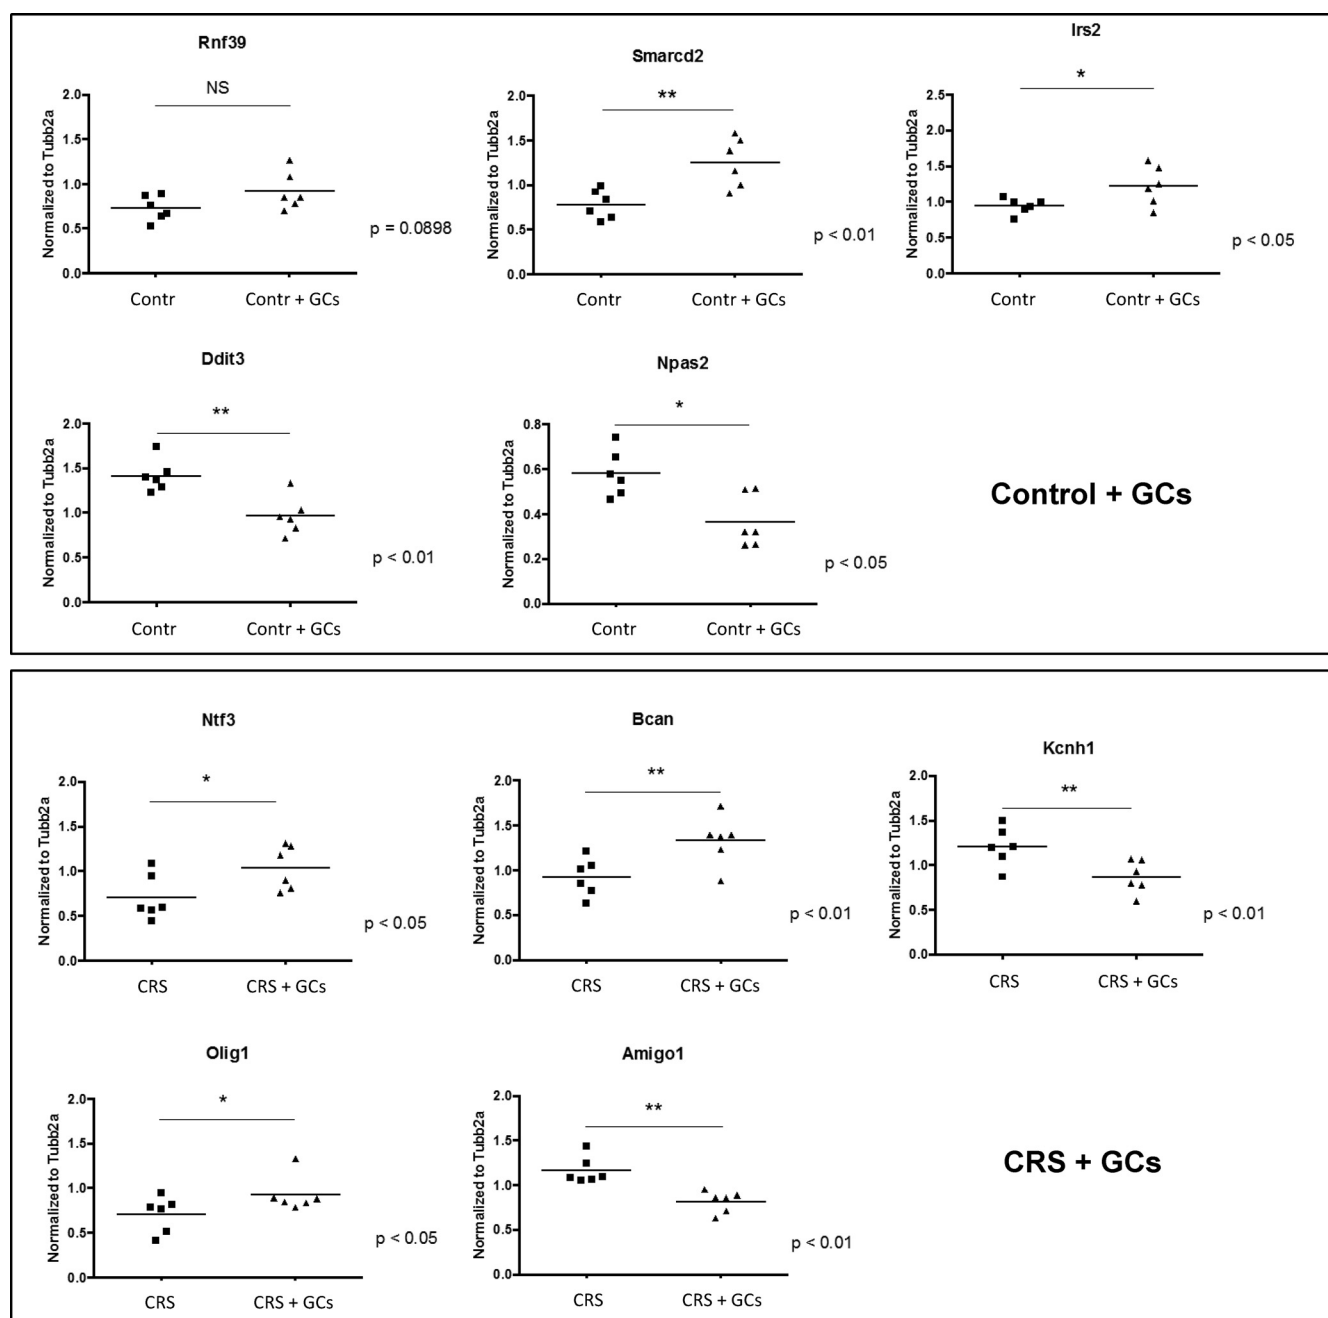 Rnf39
NS
Normalized to Tubb2a
2.0
1.5
1.0
0.5
0.0
Contr
Contr + GCs
p = 0.0898
Smarcd2
**
Normalized to Tubb2a
2.0
1.5
1.0
0.5
0.0
Contr
Contr + GCs
p < 0.01
Irs2
*
Normalized to Tubb2a
2.5
2.0
1.5
1.0
0.5
0.0
Contr
Contr + GCs
p < 0.05
Ddit3
**
Normalized to Tubb2a
2.0
1.5
1.0
0.5
0.0
Contr
Contr + GCs
p < 0.01
Npas2
*
Normalized to Tubb2a
0.8
0.6
0.4
0.2
0.0
Contr
Contr + GCs
p < 0.05
Control + GCs
Ntf3
*
Normalized to Tubb2a
2.0
1.5
1.0
0.5
0.0
CRS
CRS + GCs
p < 0.05
Bcan
**
Normalized to Tubb2a
2.0
1.5
1.0
0.5
0.0
CRS
CRS + GCs
p < 0.01
Kcnh1
**
Normalized to Tubb2a
2.0
1.5
1.0
0.5
0.0
CRS
CRS + GCs
p < 0.01
Olig1
*
Normalized to Tubb2a
2.0
1.5
1.0
0.5
0.0
CRS
CRS + GCs
p < 0.05
Amigo1
**
Normalized to Tubb2a
2.0
1.5
1.0
0.5
0.0
CRS
CRS + GCs
p < 0.01
CRS + GCs